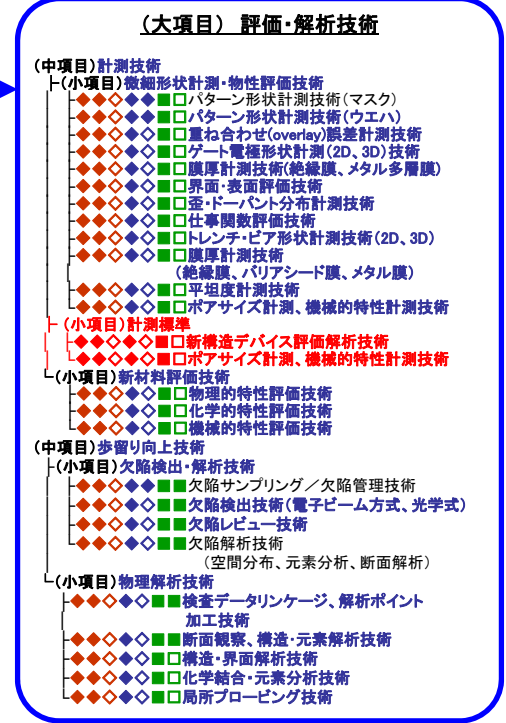 （大項目） 評価・解析技術
（中項目）計測技術
├（小項目）微細形状計測・物性評価技術
├◆◆◇◆◆■□パターン形状計測技術（マスク）
├◆◆◇◆◆■□パターン形状計測技術（ウエハ）
├◆◆◇◆◇■□重ね合わせ(overlay)誤差計測技術
├◆◆◇◆◇■□ゲート電極形状計測（2D、3D）技術
├◆◆◇◆◇■□膜厚計測技術（絶縁膜、メタル多層膜）
├◆◆◇◆◇■□界面・表面評価技術
├◆◆◇◆◇■□歪・ドーパント分布計測技術
├◆◆◇◆◇■□仕事関数評価技術
├◆◆◇◆◇■□トレンチ・ビア形状計測技術（2D、3D）
├◆◆◇◆◇■□膜厚計測技術
（絶縁膜、バリアシード膜、メタル膜）
├◆◆◇◆◇■□平坦度計測技術
└◆◆◇◆◇■□ポアサイズ計測、機械的特性計測技術
├（小項目）計測標準
├◆◆◇◆◇■□新構造デバイス評価解析技術
└◆◆◇◆◇■□ポアサイズ計測、機械的特性計測技術
└（小項目）新材料評価技術
├◆◆◇◆◇■□物理的特性評価技術
├◆◆◇◆◇■□化学的特性評価技術
└◆◆◇◆◇■□機械的特性評価技術
（中項目）歩留り向上技術
├（小項目）欠陥検出・解析技術
├◆◆◇◆◆■■欠陥サンプリング／欠陥管理技術
├◆◆◇◆◇■■欠陥検出技術（電子ビーム方式、光学式）
├◆◆◇◆◇■■欠陥レビュー技術
└◆◆◇◆◇■■欠陥解析技術
（空間分布、元素分析、断面解析）
└（小項目）物理解析技術
├◆◆◇◆◇■■検査データリンケージ、解析ポイント
加工技術
├◆◆◇◆◇■■断面観察、構造・元素解析技術
├◆◆◇◆◇■□構造・界面解析技術
├◆◆◇◆◇■□化学結合・元素分析技術
└◆◆◇◆◇■□局所プロービング技術